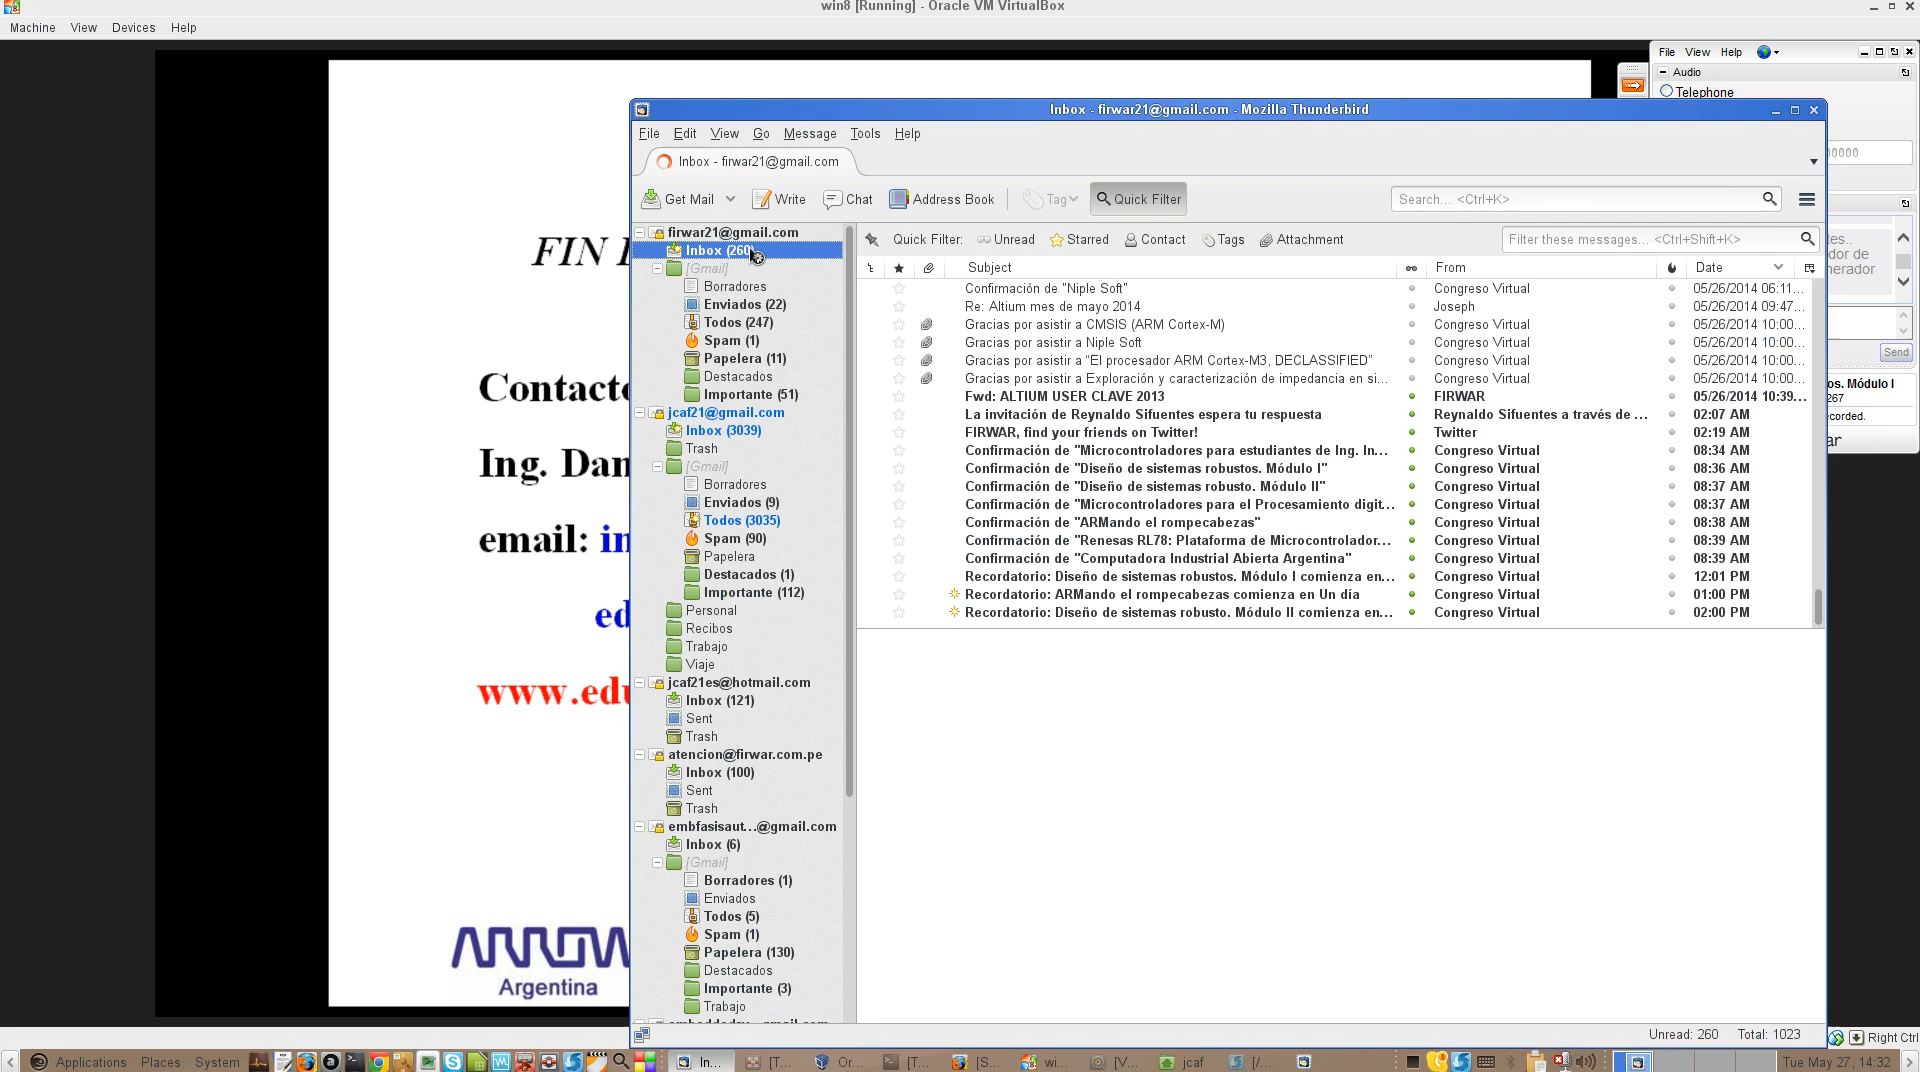 win8 [Running] - Oracle VM VirtualBox
Machine View Devices Help
File View Help
Audio
Telephone
FIN
Contacto
Ing. Dan
email: in
ed
www.edu
ARROW
Argentina
Inbox - firwar21@gmail.com - Mozilla Thunderbird
File Edit View Go Message Tools Help
Inbox - firwar21@gmail.com
Get Mail Write Chat Address Book Tag Quick Filter Search... <Ctrl+K>
Quick Filter: Unread Starred Contact Tags Attachment Filter these messages... <Ctrl+Shift+K>
Subject From Date
firwar21@gmail.com
Inbox (260)
[Gmail]
Borradores
Enviados (22)
Todos (247)
Spam (1)
Papelera (11)
Destacados
Importante (51)
jcaf21@gmail.com
Inbox (3039)
Trash
[Gmail]
Borradores
Enviados (9)
Todos (3035)
Spam (90)
Papelera
Destacados (1)
Importante (112)
Personal
Recibos
Trabajo
Viaje
jcaf21es@hotmail.com
Inbox (121)
Sent
Trash
atencion@firwar.com.pe
Inbox (100)
Sent
Trash
embfasisaut...@gmail.com
Inbox (6)
[Gmail]
Borradores (1)
Enviados
Todos (5)
Spam (1)
Papelera (130)
Destacados
Importante (3)
Trabajo
Confirmación de "Niple Soft" Congreso Virtual 05/26/2014 06:11...
Re: Altium mes de mayo 2014 Joseph 05/26/2014 09:47...
Gracias por asistir a CMSIS (ARM Cortex-M) Congreso Virtual 05/26/2014 10:00...
Gracias por asistir a Niple Soft Congreso Virtual 05/26/2014 10:00...
Gracias por asistir a “El procesador ARM Cortex-M3, DECLASSIFIED” Congreso Virtual 05/26/2014 10:00...
Gracias por asistir a Exploración y caracterización de impedancia en si... Congreso Virtual 05/26/2014 10:00...
Fwd: ALTIUM USER CLAVE 2013 FIRWAR 05/26/2014 10:39...
La invitación de Reynaldo Sifuentes espera tu respuesta Reynaldo Sifuentes a través de ... 02:07 AM
FIRWAR, find your friends on Twitter! Twitter 02:19 AM
Confirmación de "Microcontroladores para estudiantes de Ing. In... Congreso Virtual 08:34 AM
Confirmación de "Diseño de sistemas robustos. Módulo I" Congreso Virtual 08:36 AM
Confirmación de "Diseño de sistemas robusto. Módulo II" Congreso Virtual 08:37 AM
Confirmación de "Microcontroladores para el Procesamiento digit... Congreso Virtual 08:37 AM
Confirmación de "ARMando el rompecabezas" Congreso Virtual 08:38 AM
Confirmación de "Renesas RL78: Plataforma de Microcontrolador... Congreso Virtual 08:39 AM
Confirmación de "Computadora Industrial Abierta Argentina" Congreso Virtual 08:39 AM
Recordatorio: Diseño de sistemas robustos. Módulo I comienza en... Congreso Virtual 12:01 PM
Recordatorio: ARMando el rompecabezas comienza en Un día Congreso Virtual 01:00 PM
Recordatorio: Diseño de sistemas robusto. Módulo II comienza en... Congreso Virtual 02:00 PM
Unread: 260 Total: 1023
00000
tes..
dor de
nerador
Send
os. Módulo I
267
corded.
ar
Right Ctrl
Applications Places System In... [T... Or... [T... [S... wi... [V... jcaf [/... Tue May 27, 14:32